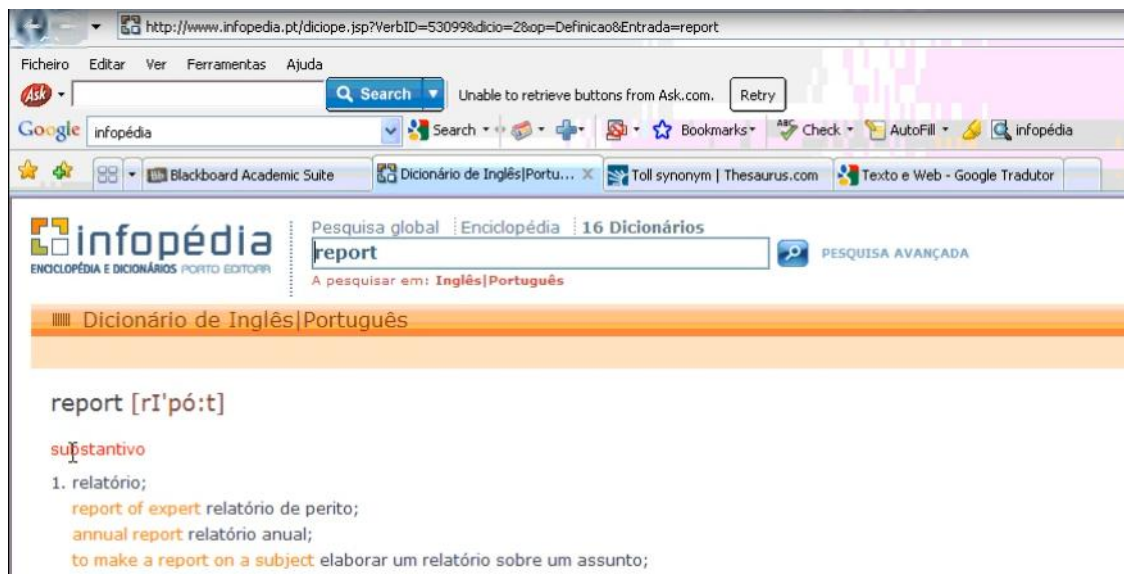 http://www.infopedia.pt/diciope.jsp?VerbID=53099&dicio=2&op=Definicao&Entrada=report
Ficheiro Editar Ver Ferramentas Ajuda
Ask Search Unable to retrieve buttons from Ask.com. Retry
Google infopédia Search Bookmarks Check AutoFill infopédia
Blackboard Academic Suite Dicionário de Inglês|Portu... Toll synonym | Thesaurus.com Texto e Web - Google Tradutor
Pesquisa global Enciclopédia 16 Dicionários
infopédia report PESQUISA AVANÇADA
ENCICLOPÉDIA E DICIONÁRIOS PORTO EDITORA A pesquisar em: Inglês|Português
Dicionário de Inglês|Português
report [rI'pó:t]
substantivo
1. relatório;
report of expert relatório de perito;
annual report relatório anual;
to make a report on a subject elaborar um relatório sobre um assunto;